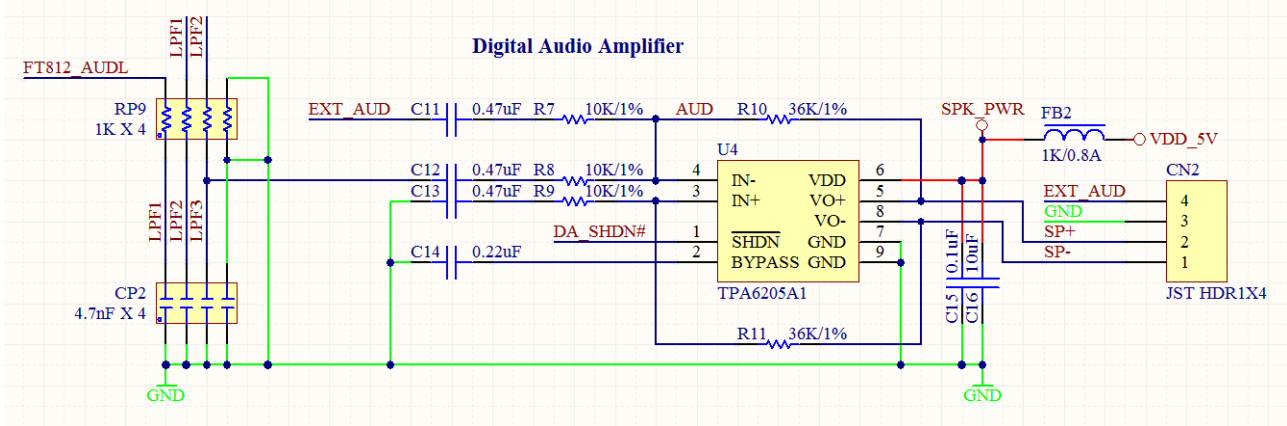 Digital Audio Amplifier
LPF1
LPF2
FT812_AUDL
RP9
1K X 4
EXT_AUD
C11
0.47uF
R7
10K/1%
AUD
R10
36K/1%
SPK_PWR
FB2
1K/0.8A
VDD_5V
U4
C12
0.47uF
R8
10K/1%
C13
0.47uF
R9
10K/1%
4
IN-
VDD
6
3
IN+
VO+
5
VO-
8
DA_SHDN#
1
SHDN
GND
7
C14
0.22uF
2
BYPASS
GND
9
TPA6205A1
CN2
EXT_AUD
4
GND
3
SP+
2
SP-
1
JST HDR1X4
LPF1
LPF2
LPF3
CP2
4.7nF X 4
C15
0.1uF
C16
10uF
R11
36K/1%
GND
GND